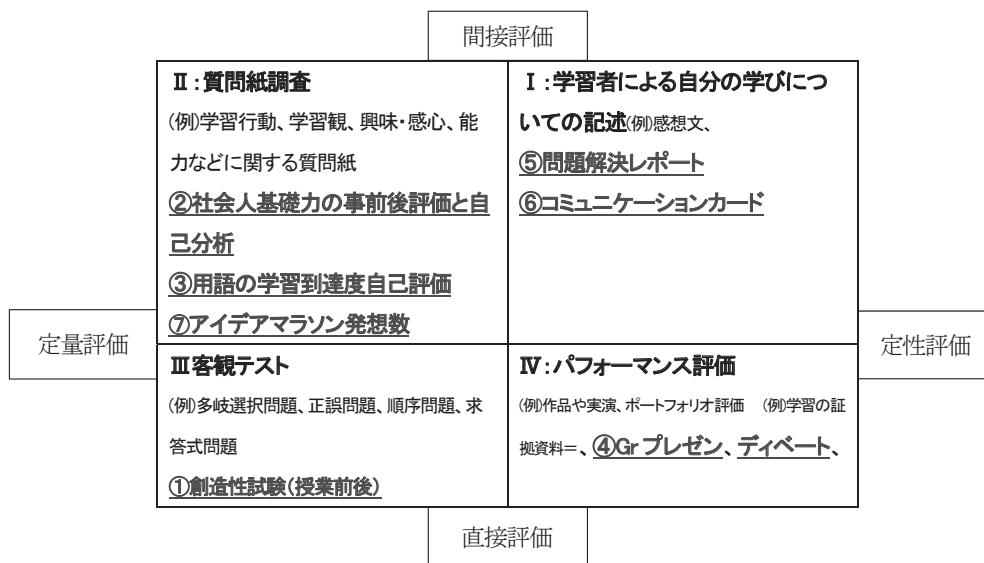 間接評価
Ⅱ：質問紙調査
(例)学習行動、学習観、興味・感心、能
力などに関する質問紙
②社会人基礎力の事前後評価と自
己分析
③用語の学習到達度自己評価
⑦アイデアマラソン発想数
Ⅰ：学習者による自分の学びにつ
いての記述(例)感想文、
⑤問題解決レポート
⑥コミュニケーションカード
定量評価
定性評価
Ⅲ客観テスト
(例)多岐選択問題、正誤問題、順序問題、求
答式問題
①創造性試験(授業前後)
Ⅳ：パフォーマンス評価
(例)作品や実演、ポートフォリオ評価　(例)学習の証
拠資料＝、④Gr プレゼン、ディベート、
直接評価